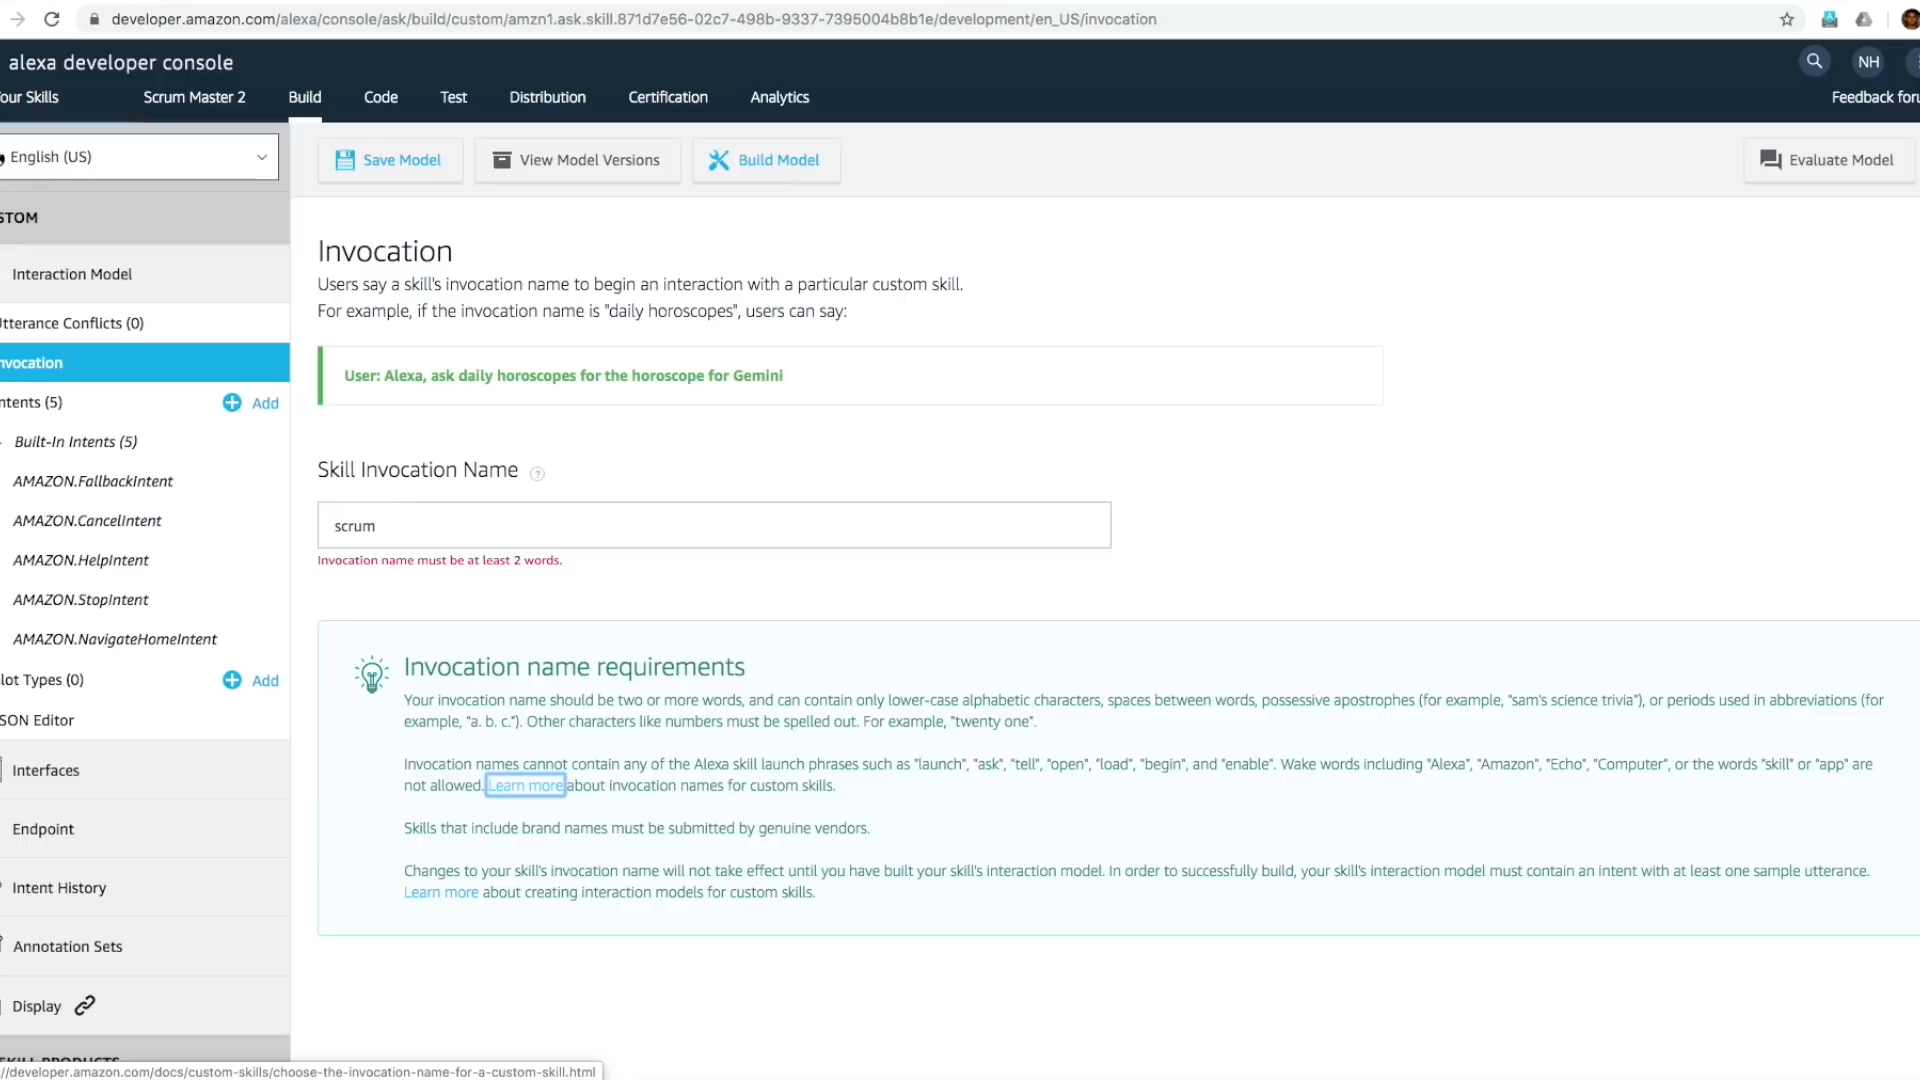 developer.amazon.com/alexa/console/ask/build/custom/amzn1.ask.skill.871d7e56-02c7-498b-9337-7395004b8b1e/development/en_US/invocation
alexa developer console
NH
our Skills
Scrum Master 2
Build
Code
Test
Distribution
Certification
Analytics
Feedback foru
English (US)
Save Model
View Model Versions
Build Model
Evaluate Model
STOM
Interaction Model
Utterance Conflicts (0)
nvocation
ntents (5)
Add
Built-In Intents (5)
AMAZON.FallbackIntent
AMAZON.CancelIntent
AMAZON.HelpIntent
AMAZON.StopIntent
AMAZON.NavigateHomeIntent
lot Types (0)
Add
SON Editor
Interfaces
Endpoint
Intent History
Annotation Sets
Display
SKILL PRODUCTS
Invocation
Users say a skill's invocation name to begin an interaction with a particular custom skill.
For example, if the invocation name is "daily horoscopes", users can say:
User: Alexa, ask daily horoscopes for the horoscope for Gemini
Skill Invocation Name ?
scrum
Invocation name must be at least 2 words.
Invocation name requirements
Your invocation name should be two or more words, and can contain only lower-case alphabetic characters, spaces between words, possessive apostrophes (for example, "sam's science trivia"), or periods used in abbreviations (for
example, "a. b. c."). Other characters like numbers must be spelled out. For example, "twenty one".
Invocation names cannot contain any of the Alexa skill launch phrases such as "launch", "ask", "tell", "open", "load", "begin", and "enable". Wake words including "Alexa", "Amazon", "Echo", "Computer", or the words "skill" or "app" are
not allowed. Learn more about invocation names for custom skills.
Skills that include brand names must be submitted by genuine vendors.
Changes to your skill's invocation name will not take effect until you have built your skill's interaction model. In order to successfully build, your skill's interaction model must contain an intent with at least one sample utterance.
Learn more about creating interaction models for custom skills.
//developer.amazon.com/docs/custom-skills/choose-the-invocation-name-for-a-custom-skill.html